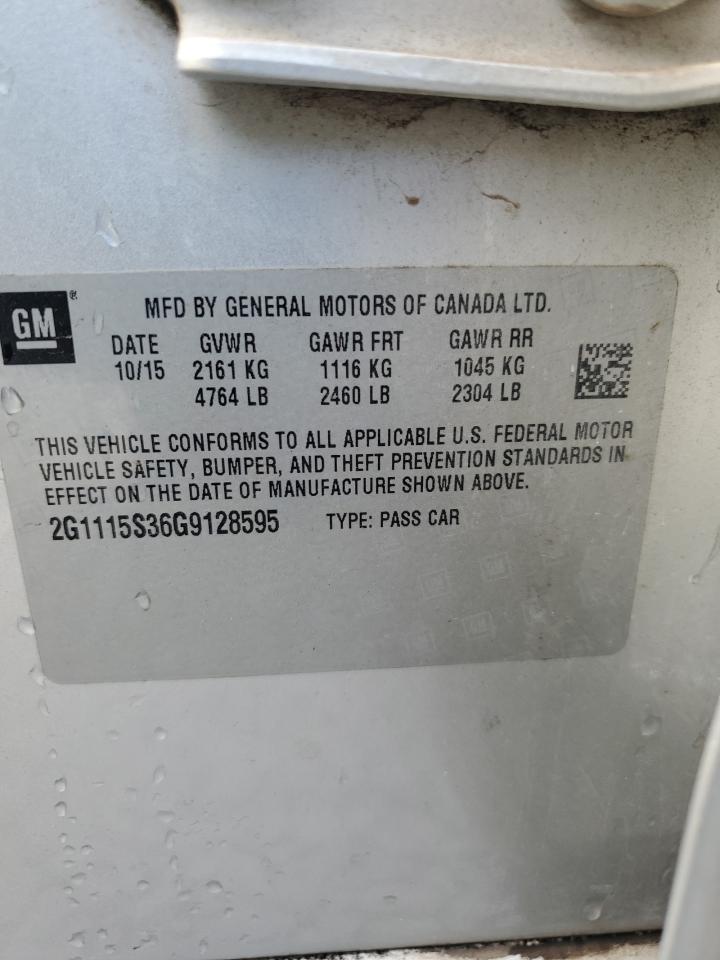 GM ®
MFD BY GENERAL MOTORS OF CANADA LTD.
DATE GVWR GAWR FRT GAWR RR
10/15 2161 KG 1116 KG 1045 KG
4764 LB 2460 LB 2304 LB
THIS VEHICLE CONFORMS TO ALL APPLICABLE U.S. FEDERAL MOTOR
VEHICLE SAFETY, BUMPER, AND THEFT PREVENTION STANDARDS IN
EFFECT ON THE DATE OF MANUFACTURE SHOWN ABOVE.
2G1115S36G9128595 TYPE: PASS CAR